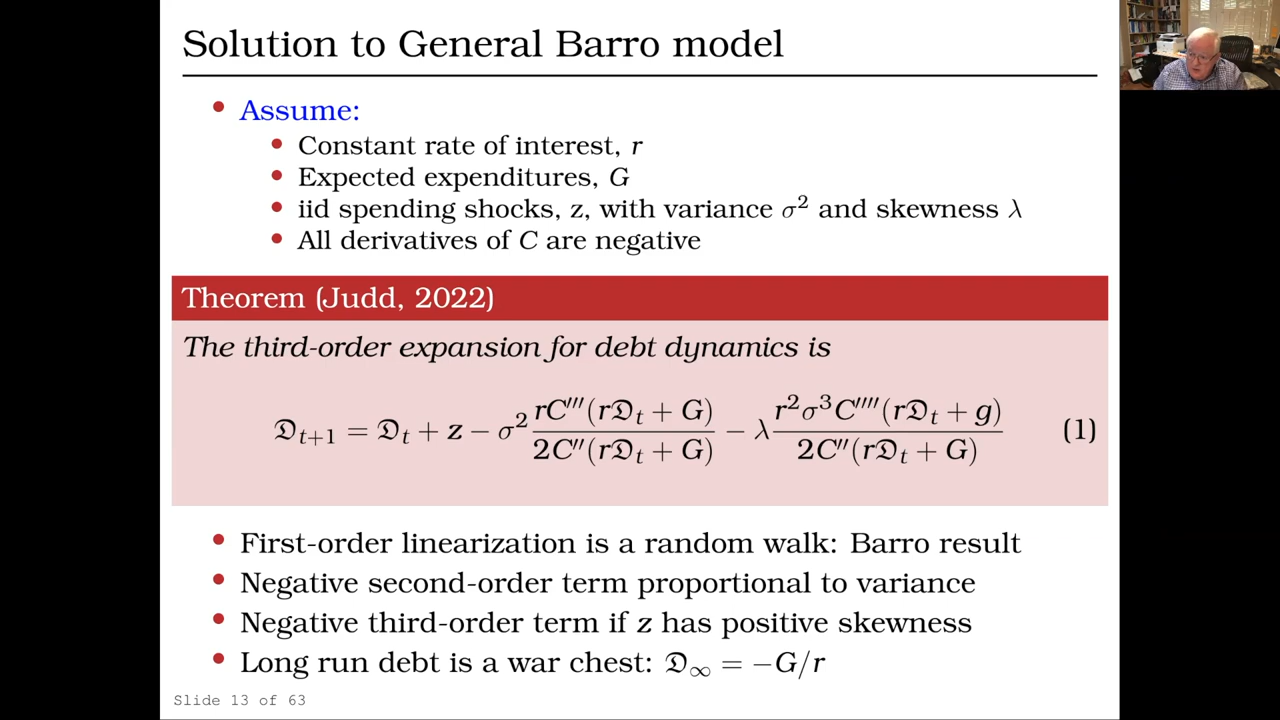 Solution to General Barro model
• Assume:
• Constant rate of interest, r
• Expected expenditures, G
• iid spending shocks, z, with variance σ² and skewness λ
• All derivatives of C are negative
Theorem (Judd, 2022)
The third-order expansion for debt dynamics is
𝔇ₜ₊₁ = 𝔇ₜ + z − σ² rC′′′(r𝔇ₜ + G) / 2C′′(r𝔇ₜ + G) − λ r²σ³C′′′′(r𝔇ₜ + g) / 2C′′(r𝔇ₜ + G) (1)
• First-order linearization is a random walk: Barro result
• Negative second-order term proportional to variance
• Negative third-order term if z has positive skewness
• Long run debt is a war chest: 𝔇∞ = −G/r
Slide 13 of 63